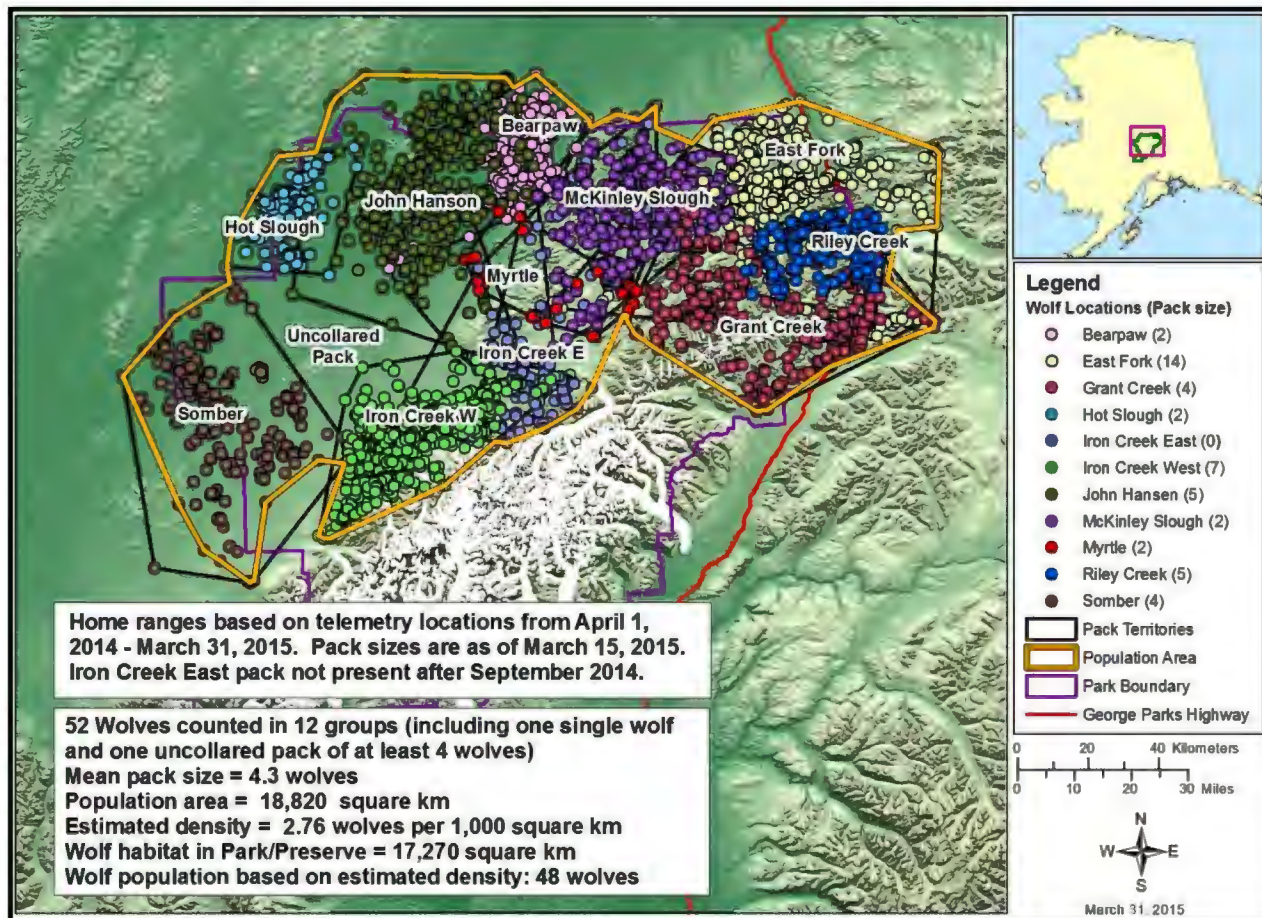 Bearpaw
East Fork
McKinley Slough
John Hanson
Hot Slough
Riley Creek
Myrtle
Grant Creek
Uncollared
Pack
Iron Creek E
Somber
Iron Creek W
Home ranges based on telemetry locations from April 1,
2014 - March 31, 2015. Pack sizes are as of March 15, 2015.
Iron Creek East pack not present after September 2014.
52 Wolves counted in 12 groups (including one single wolf
and one uncollared pack of at least 4 wolves)
Mean pack size = 4.3 wolves
Population area = 18,820 square km
Estimated density = 2.76 wolves per 1,000 square km
Wolf habitat in Park/Preserve = 17,270 square km
Wolf population based on estimated density: 48 wolves
Legend
Wolf Locations (Pack size)
Bearpaw (2)
East Fork (14)
Grant Creek (4)
Hot Slough (2)
Iron Creek East (0)
Iron Creek West (7)
John Hansen (5)
McKinley Slough (2)
Myrtle (2)
Riley Creek (5)
Somber (4)
Pack Territories
Population Area
Park Boundary
George Parks Highway
0 20 40 Kilometers
0 10 20 30 Miles
N
W E
S
March 31, 2015